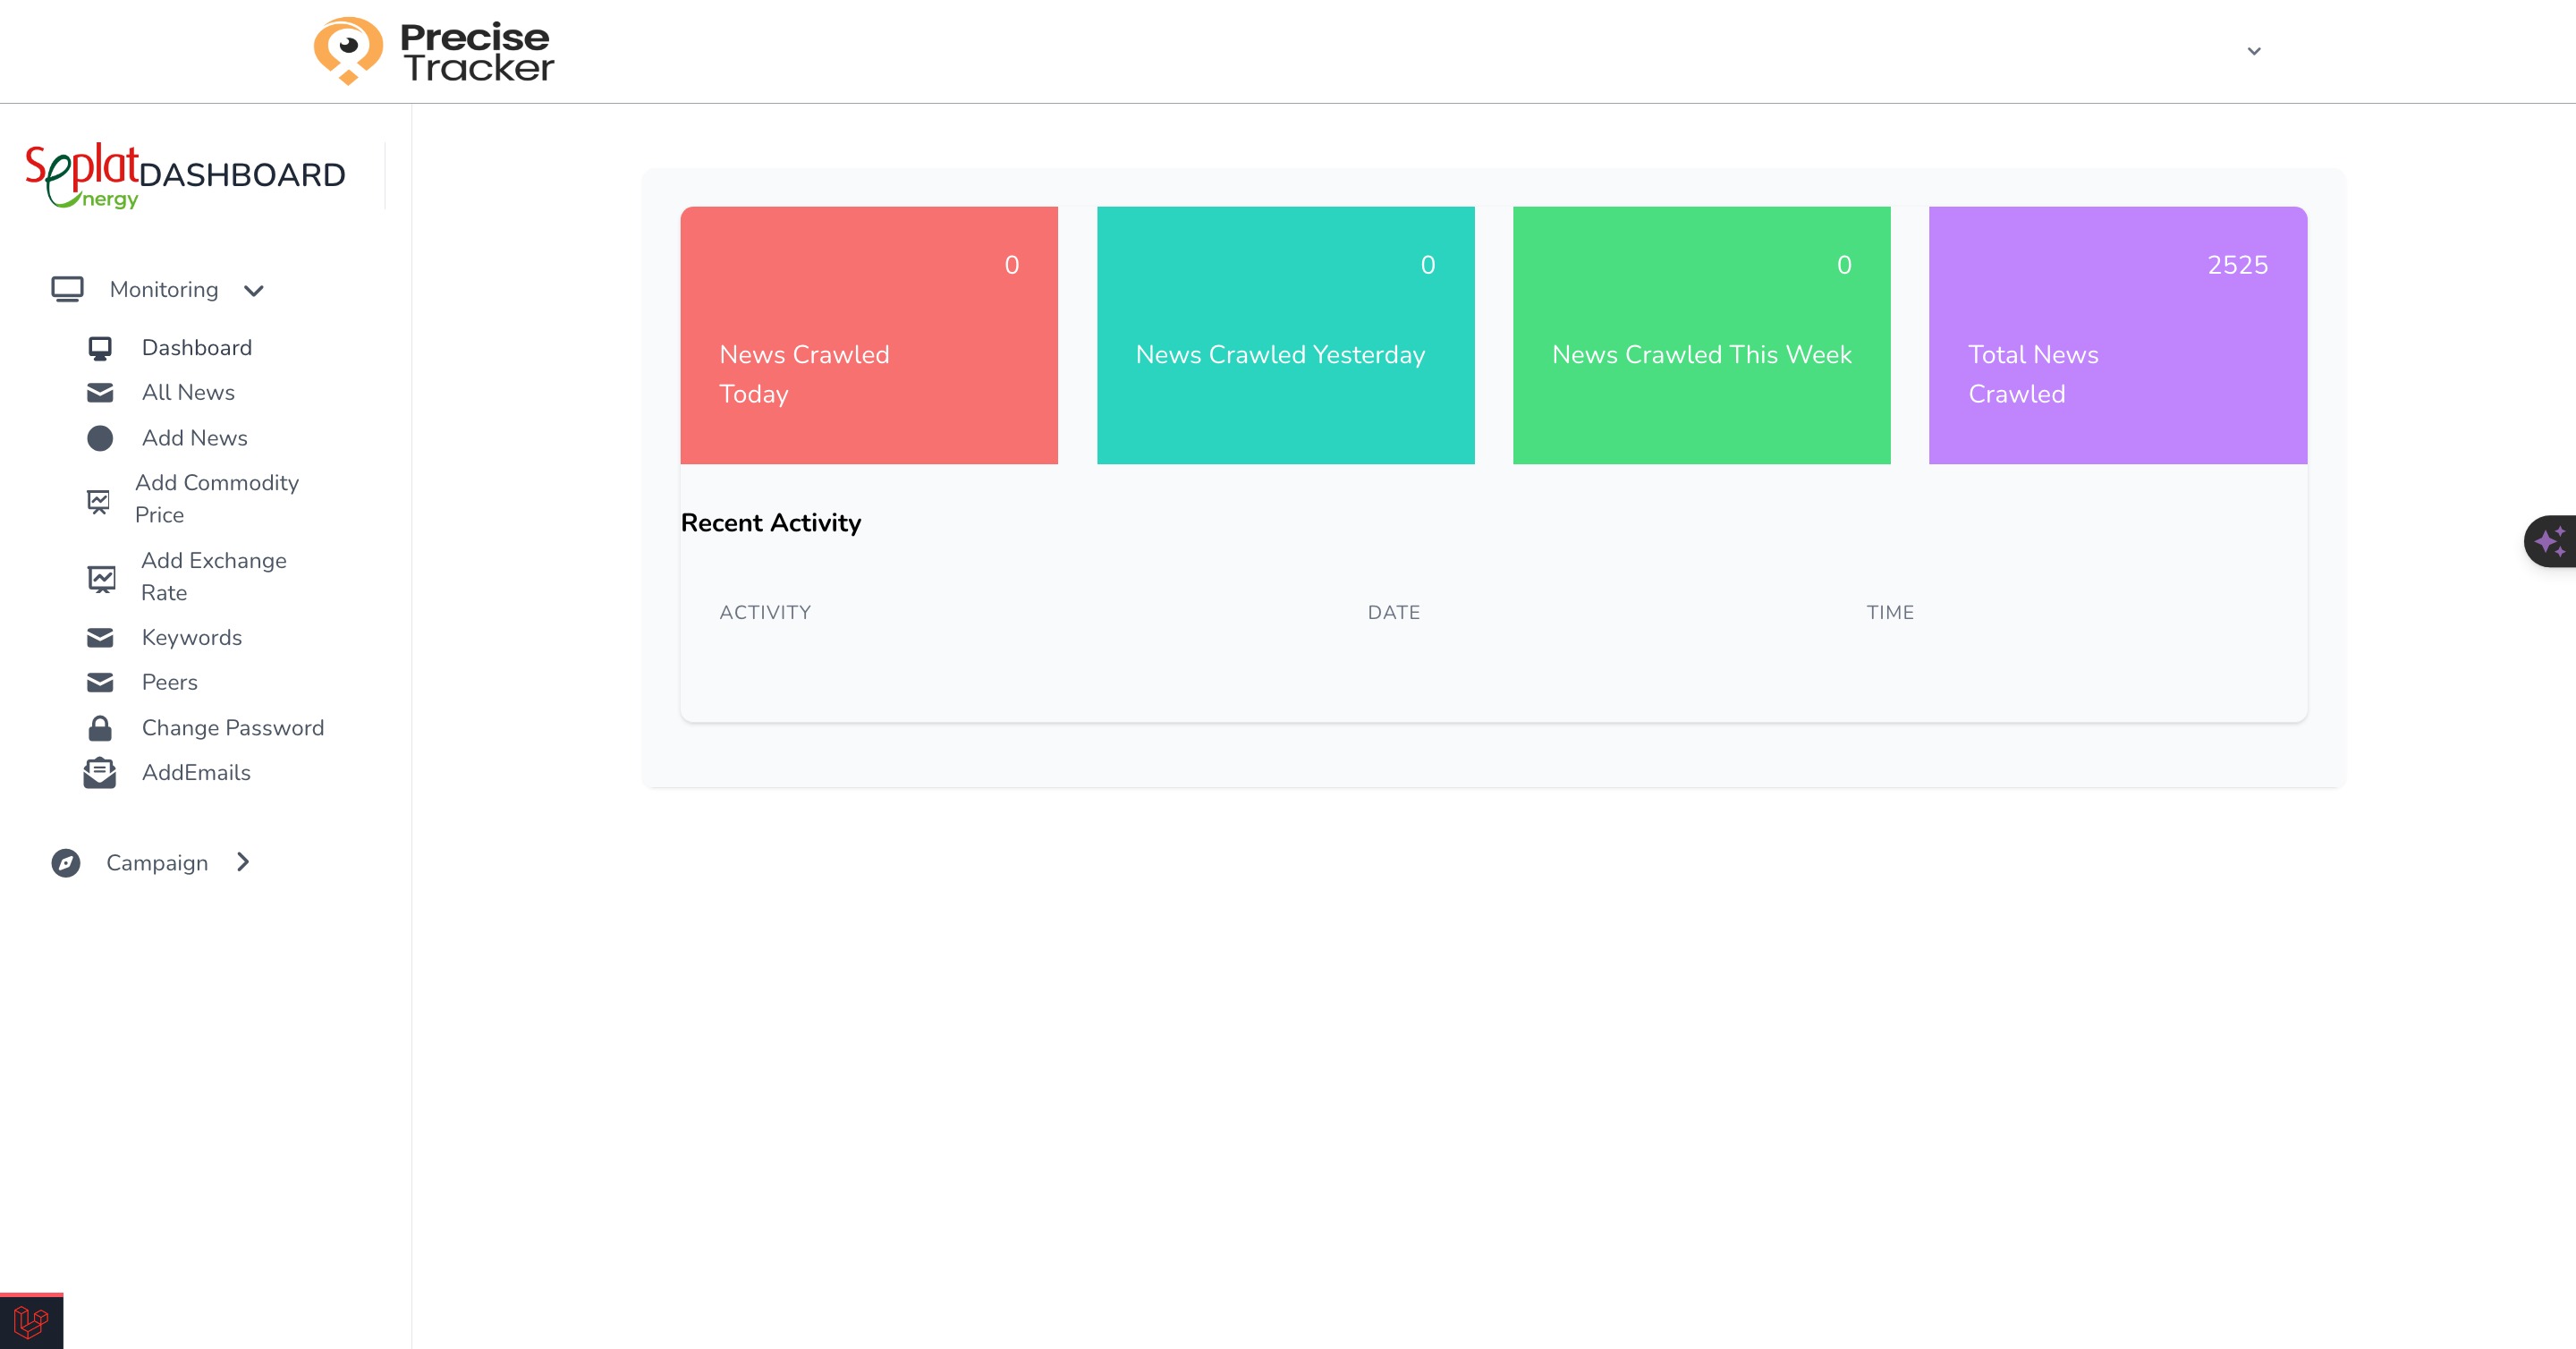 Precise
Tracker
Seplat
Energy
DASHBOARD
Monitoring
Dashboard
All News
Add News
Add Commodity
Price
Add Exchange
Rate
Keywords
Peers
Change Password
AddEmails
Campaign
0
News Crawled
Today
0
News Crawled Yesterday
0
News Crawled This Week
2525
Total News
Crawled
Recent Activity
ACTIVITY DATE TIME